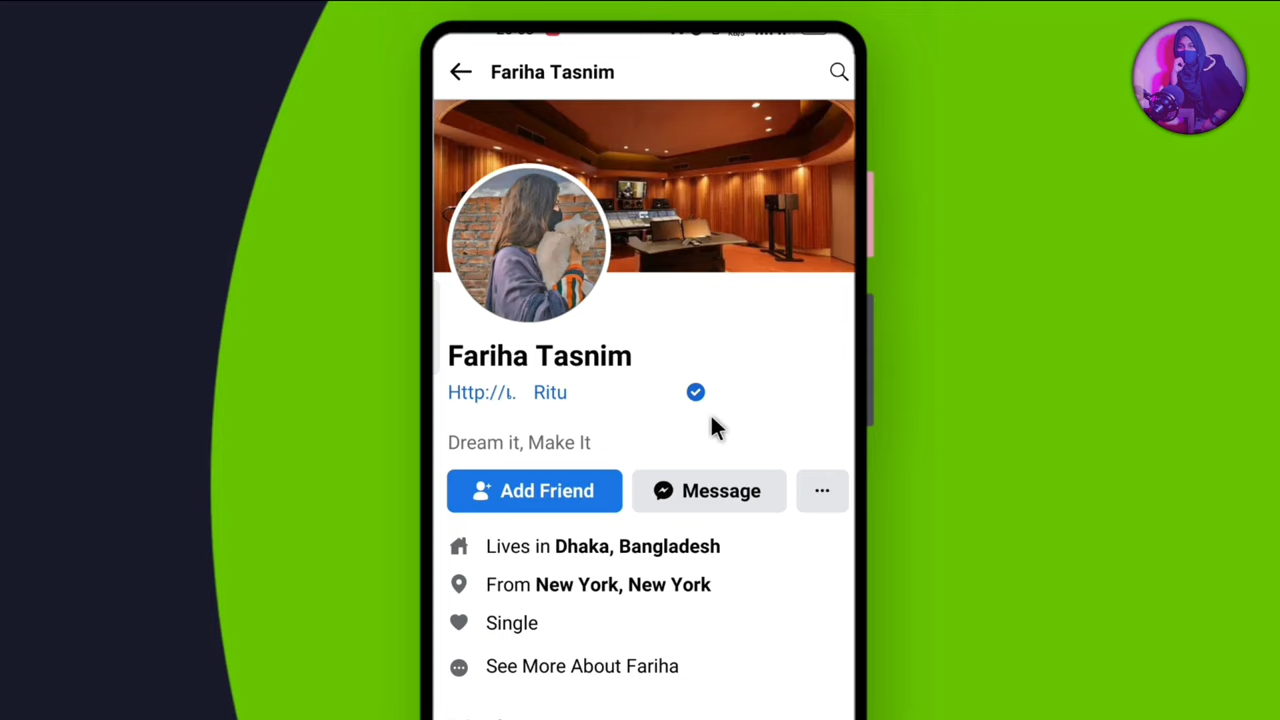 Fariha Tasnim
Fariha Tasnim
Http://ι. Ritu
Dream it, Make It
Add Friend
Message
Lives in Dhaka, Bangladesh
From New York, New York
Single
See More About Fariha